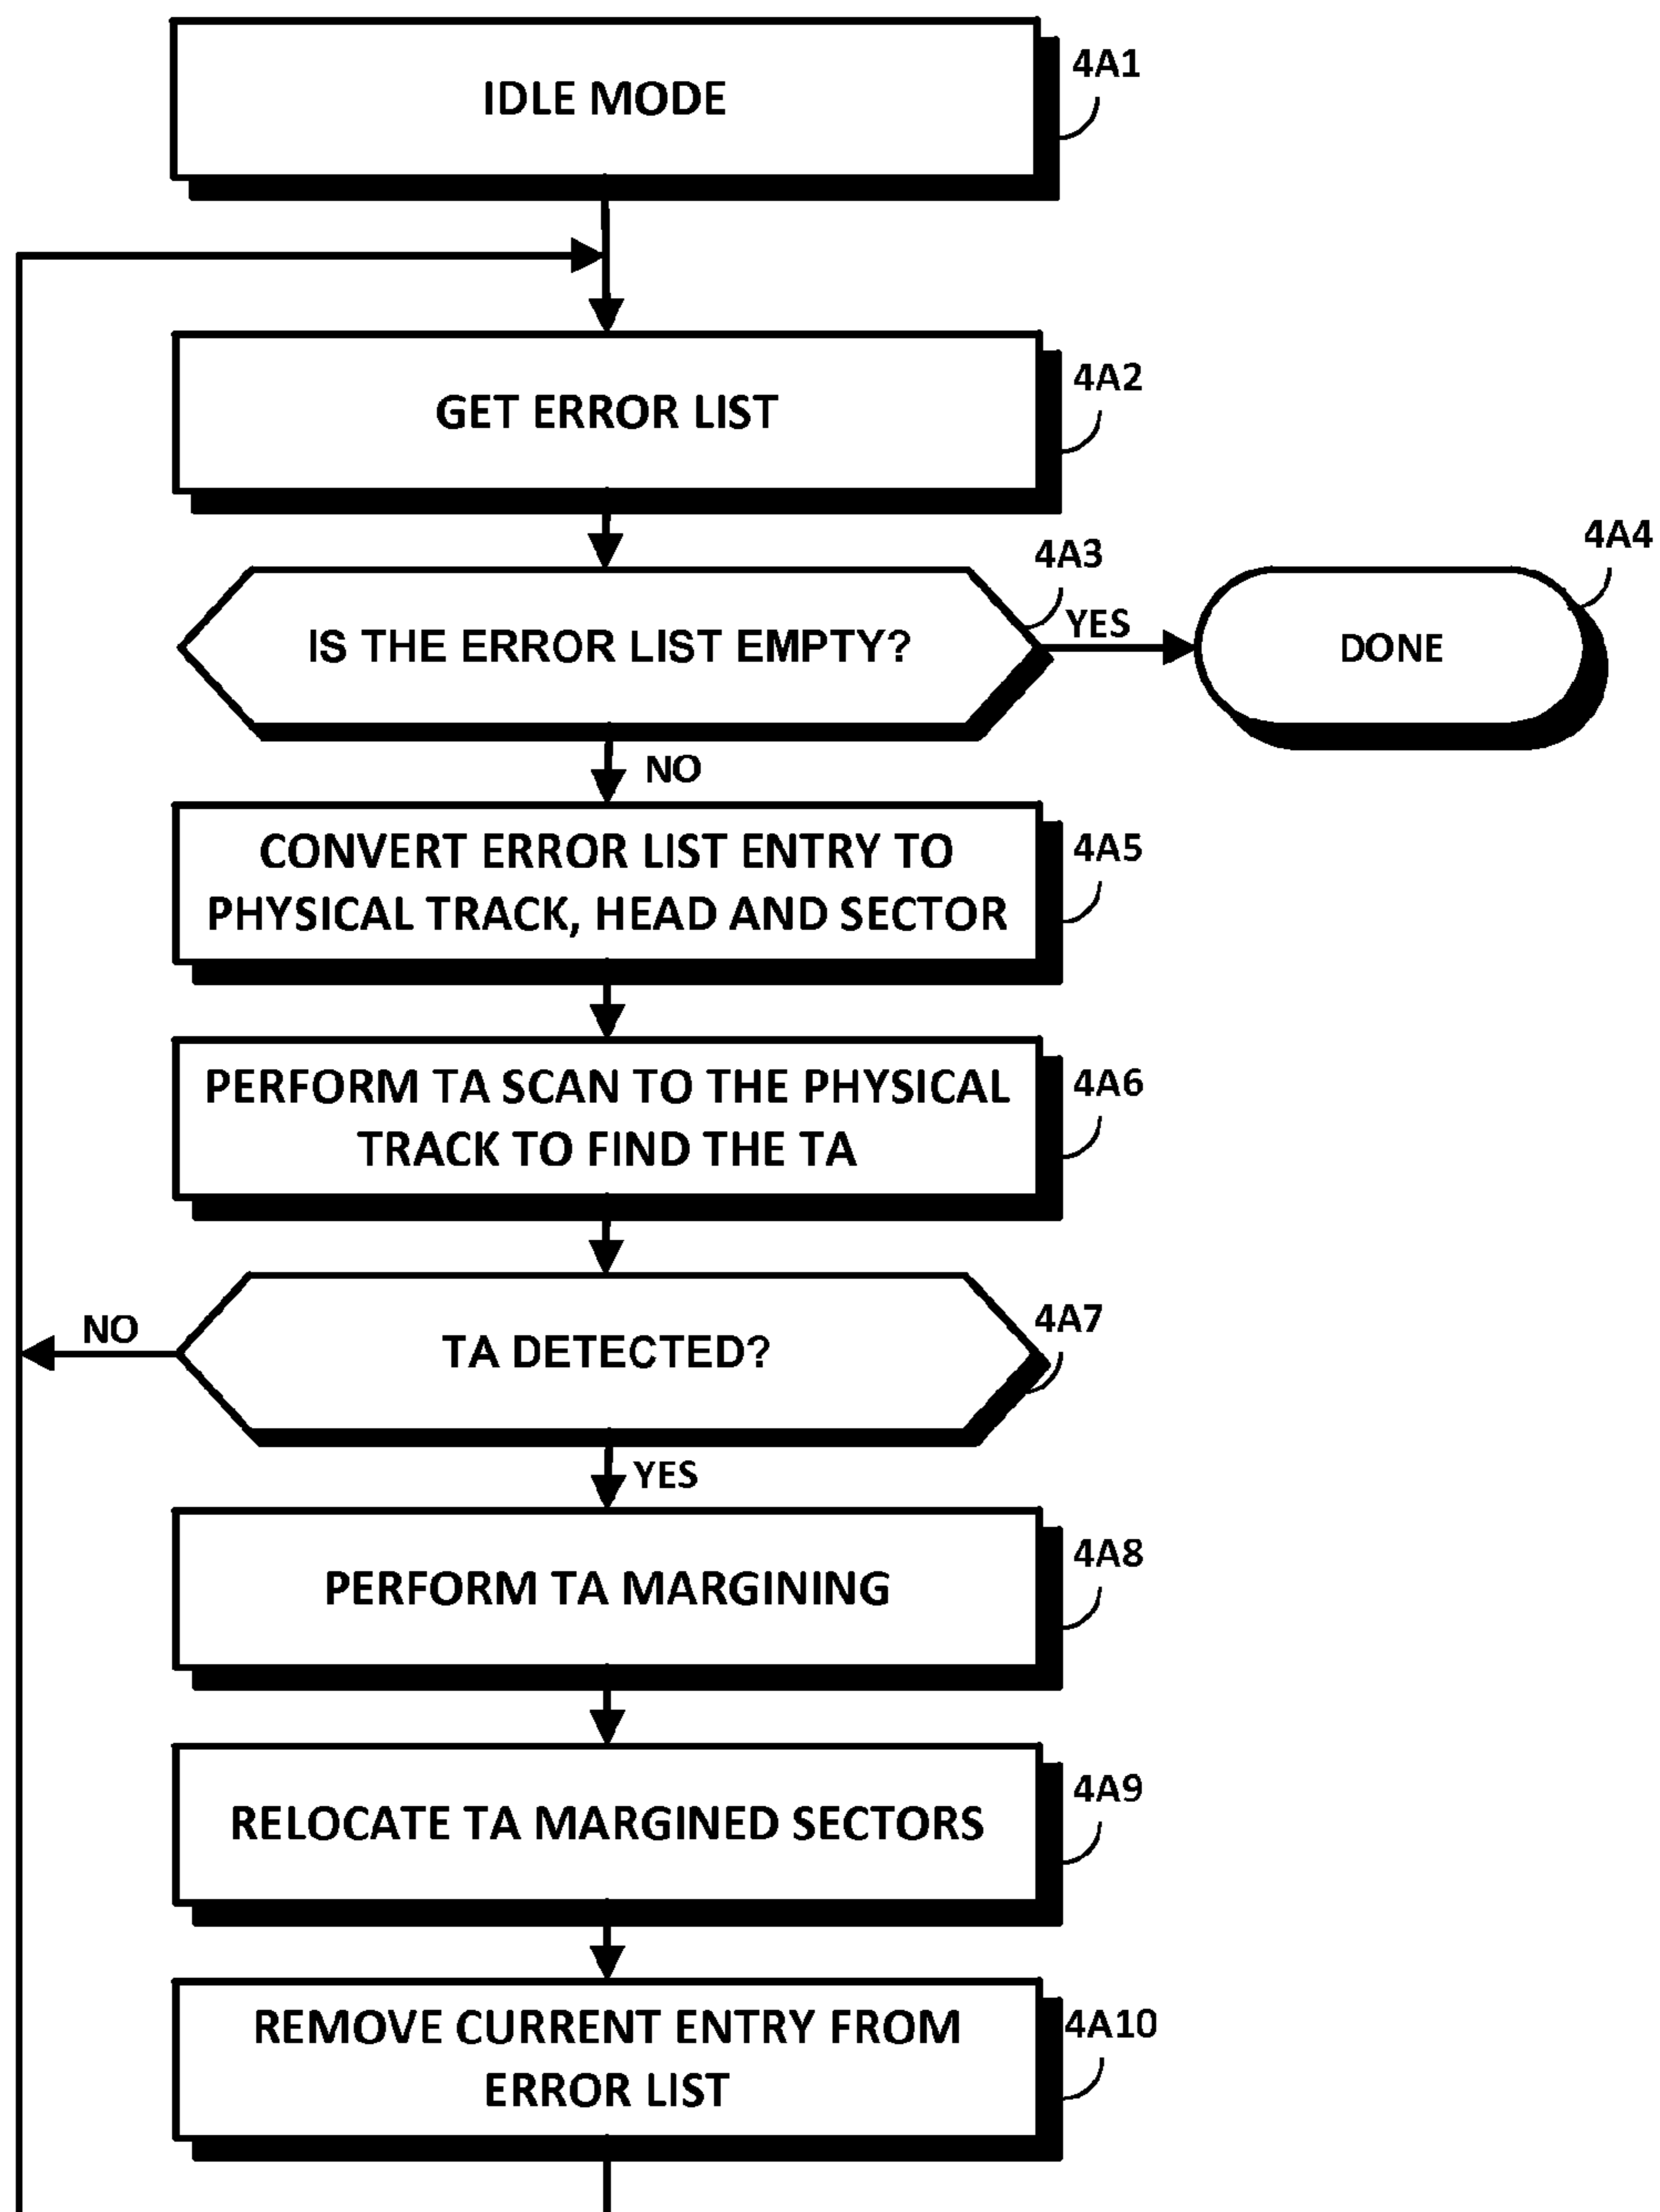 IDLE MODE
4A1
GET ERROR LIST
4A2
IS THE ERROR LIST EMPTY?
4A3
YES
DONE
4A4
NO
CONVERT ERROR LIST ENTRY TO
PHYSICAL TRACK, HEAD AND SECTOR
4A5
PERFORM TA SCAN TO THE PHYSICAL
TRACK TO FIND THE TA
4A6
TA DETECTED?
4A7
NO
YES
PERFORM TA MARGINING
4A8
RELOCATE TA MARGINED SECTORS
4A9
REMOVE CURRENT ENTRY FROM
ERROR LIST
4A10